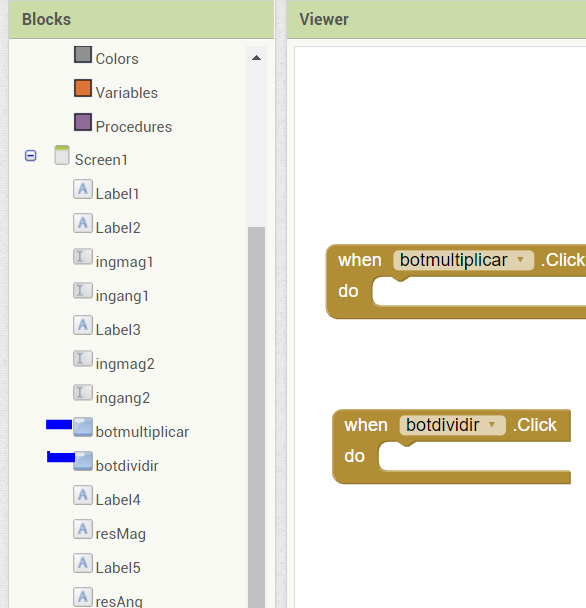 Blocks
Colors
Variables
Procedures
Screen1
Label1
Label2
ingmag1
ingang1
Label3
ingmag2
ingang2
botmultiplicar
botdividir
Label4
resMag
Label5
resAng
Viewer
when botmultiplicar .Click
do
when botdividir .Click
do